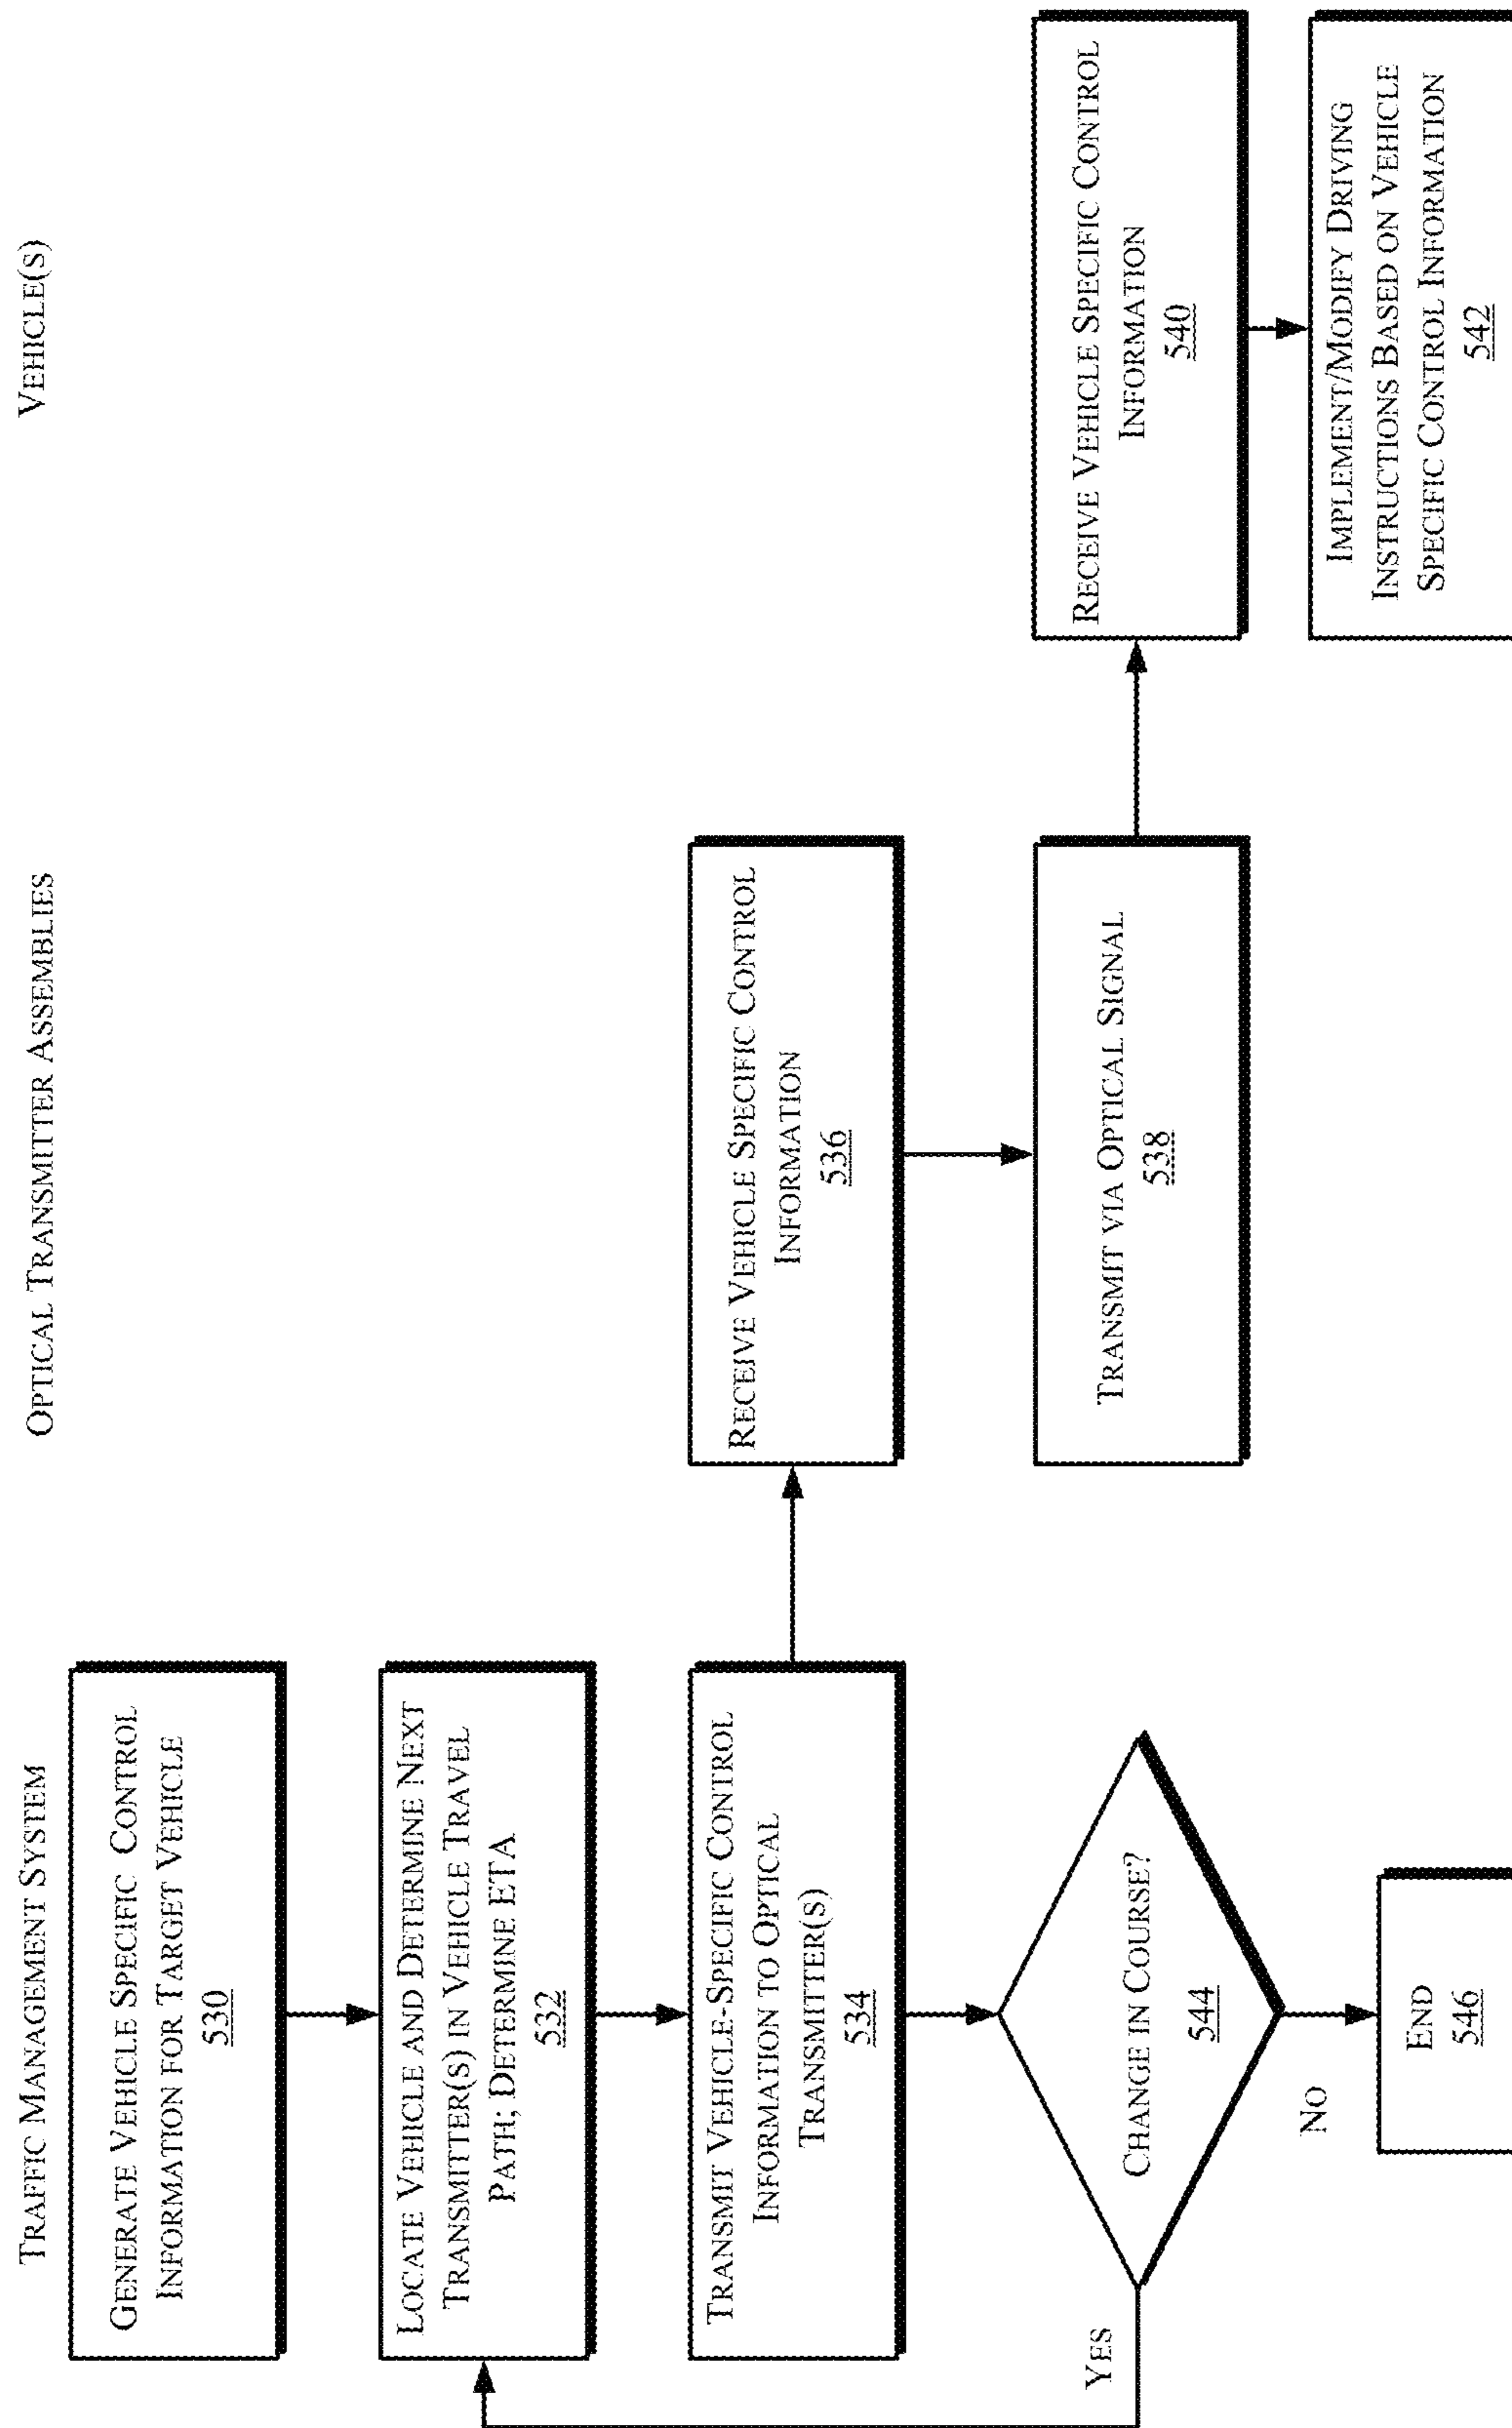 TRAFFIC MANAGEMENT SYSTEM
GENERATE VEHICLE SPECIFIC CONTROL
INFORMATION FOR TARGET VEHICLE
530
LOCATE VEHICLE AND DETERMINE NEXT
TRANSMITTER(S) IN VEHICLE TRAVEL
PATH; DETERMINE ETA
532
TRANSMIT VEHICLE-SPECIFIC CONTROL
INFORMATION TO OPTICAL
TRANSMITTER(S)
534
CHANGE IN COURSE?
544
YES
NO
END
546
OPTICAL TRANSMITTER ASSEMBLIES
RECEIVE VEHICLE SPECIFIC CONTROL
INFORMATION
536
TRANSMIT VIA OPTICAL SIGNAL
538
VEHICLE(S)
RECEIVE VEHICLE SPECIFIC CONTROL
INFORMATION
540
IMPLEMENT/MODIFY DRIVING
INSTRUCTIONS BASED ON VEHICLE
SPECIFIC CONTROL INFORMATION
542